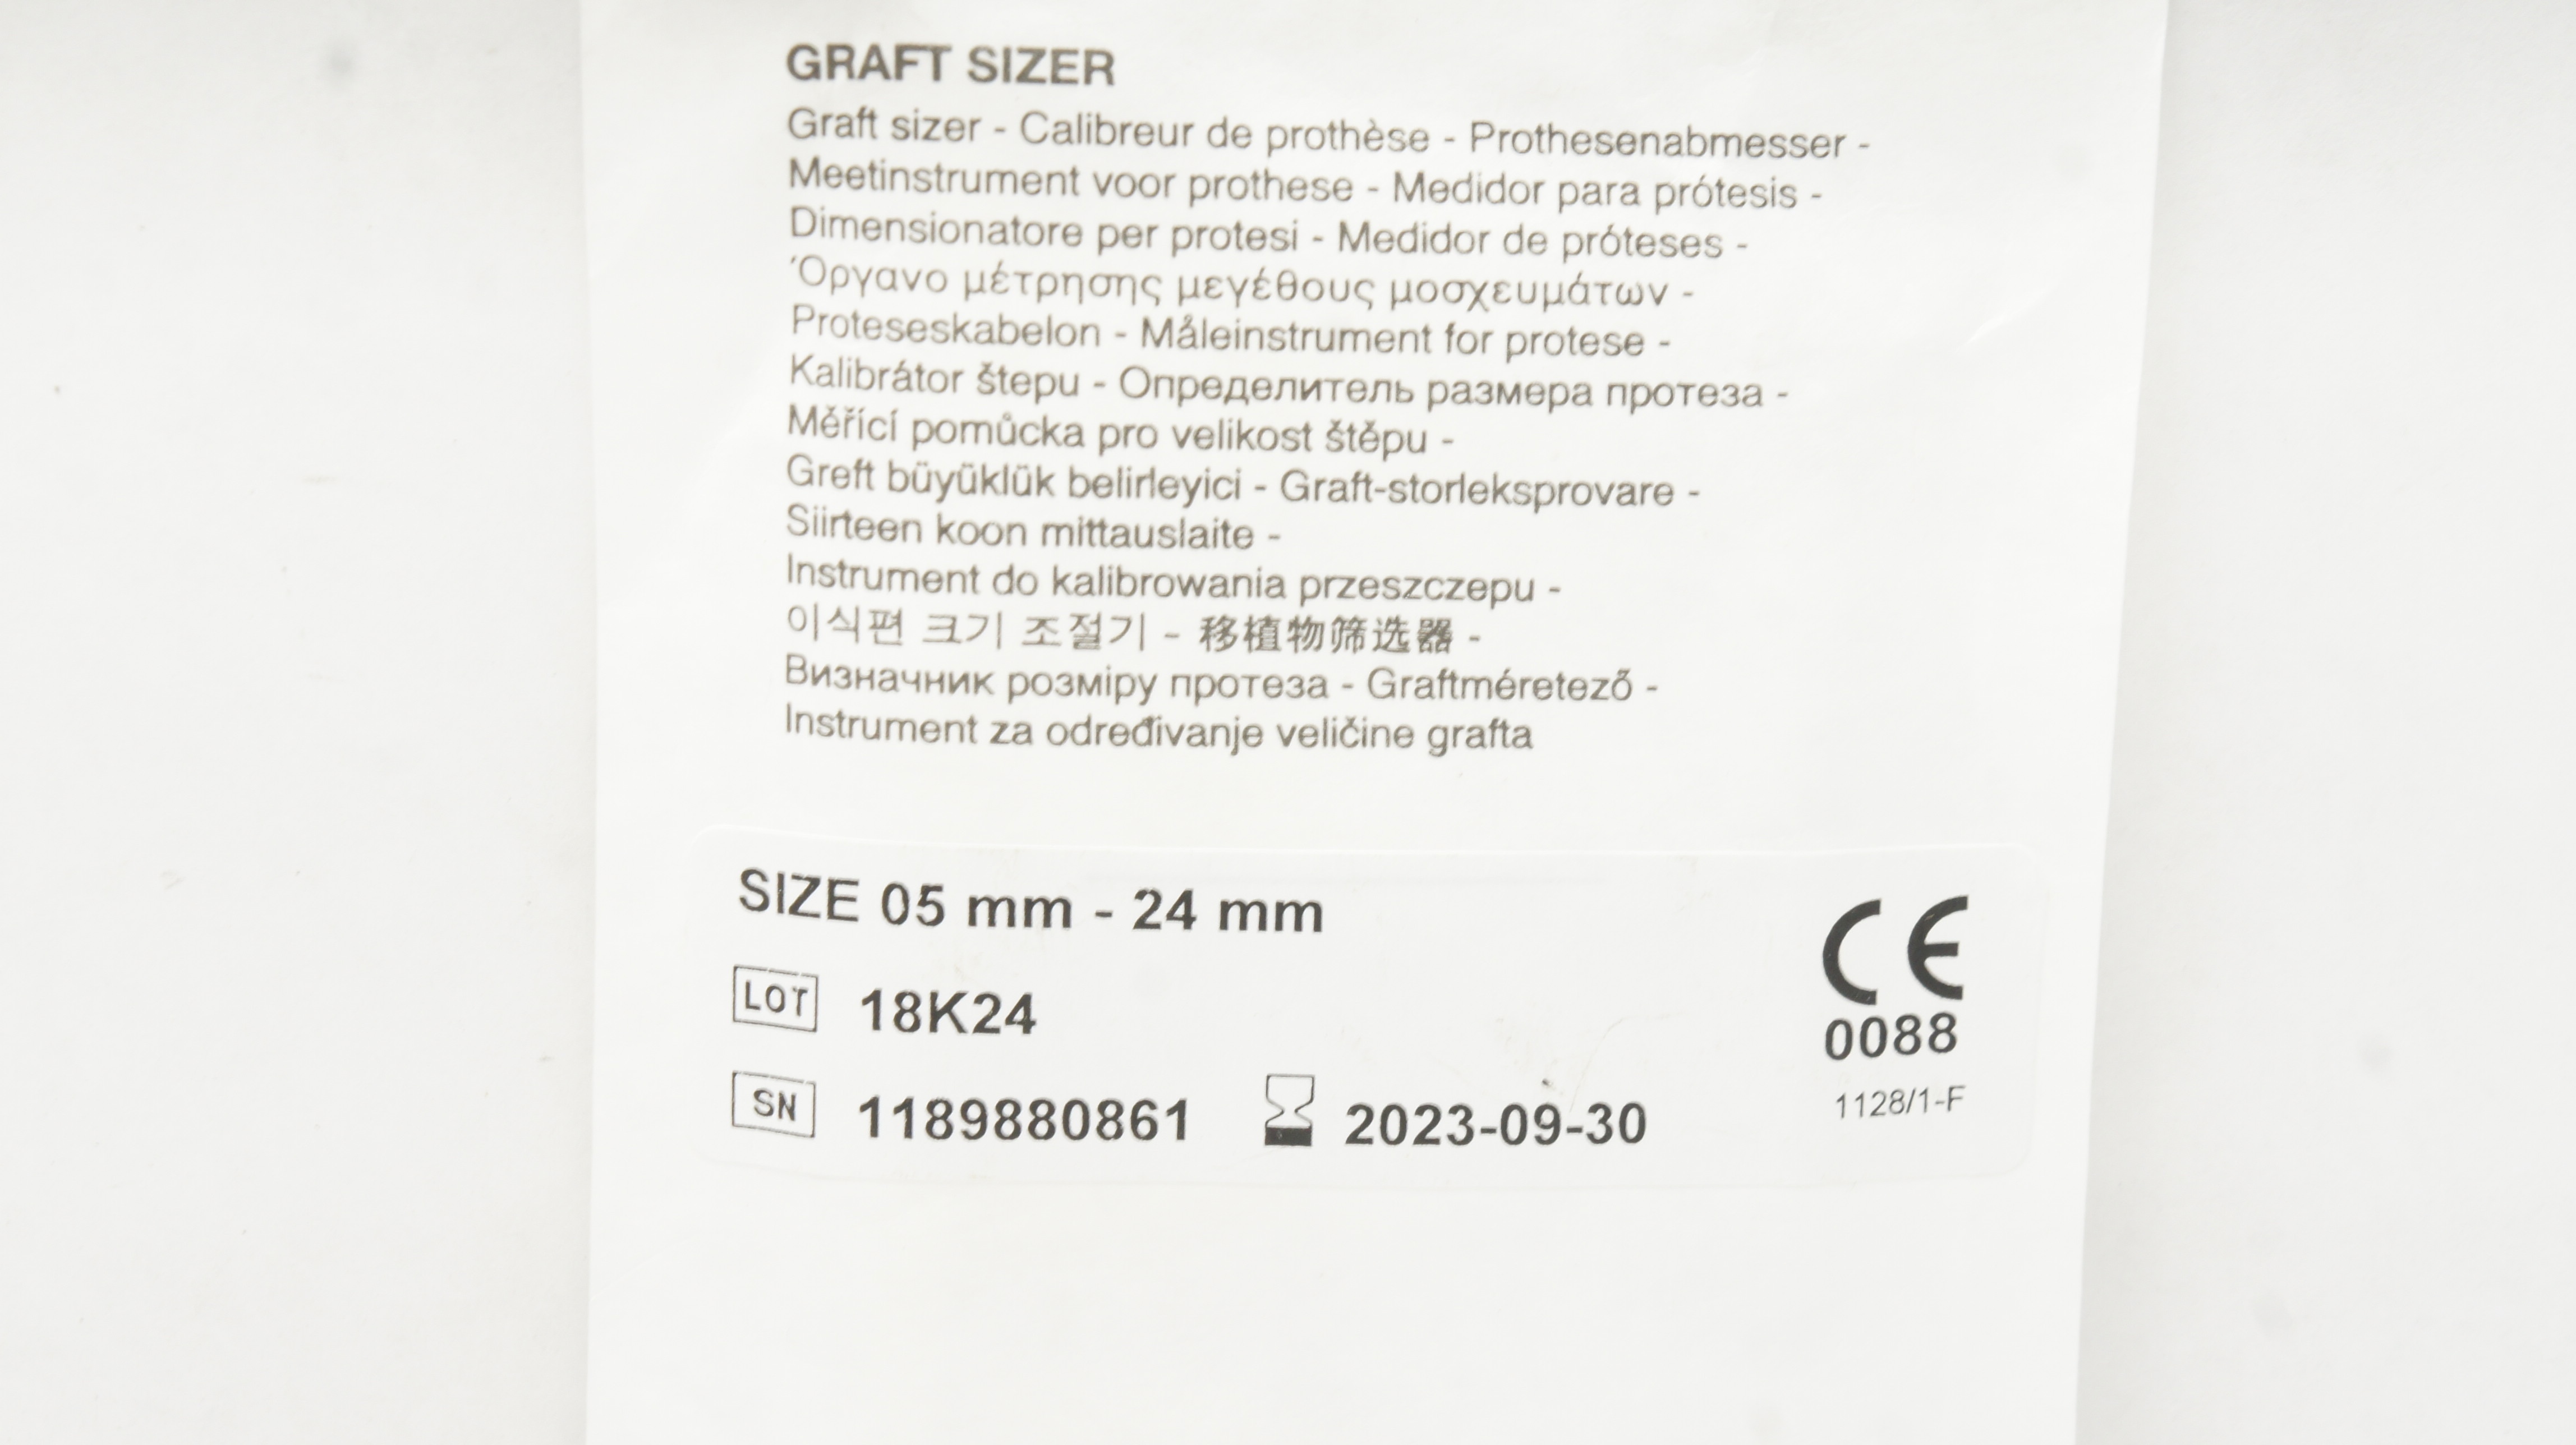 GRAFT SIZER
Graft sizer - Calibreur de prothèse - Prothesenabmesser -
Meetinstrument voor prothese - Medidor para prótesis -
Dimensionatore per protesi - Medidor de próteses -
Όργανο μέτρησης μεγέθους μοσχευμάτων -
Proteseskabelon - Måleinstrument for protese -
Kalibrátor štepu - Определитель размера протеза -
Měřící pomůcka pro velikost štěpu -
Greft büyüklük belirleyici - Graft-storleksprovare -
Siirteen koon mittauslaite -
Instrument do kalibrowania przeszczepu -
이식편 크기 조절기 - 移植物筛选器 -
Визначник розміру протеза - Graftméretező -
Instrument za određivanje veličine grafta
SIZE 05 mm - 24 mm
CE
LOT 18K24
0088
SN 1189880861 2023-09-30
1128/1-F